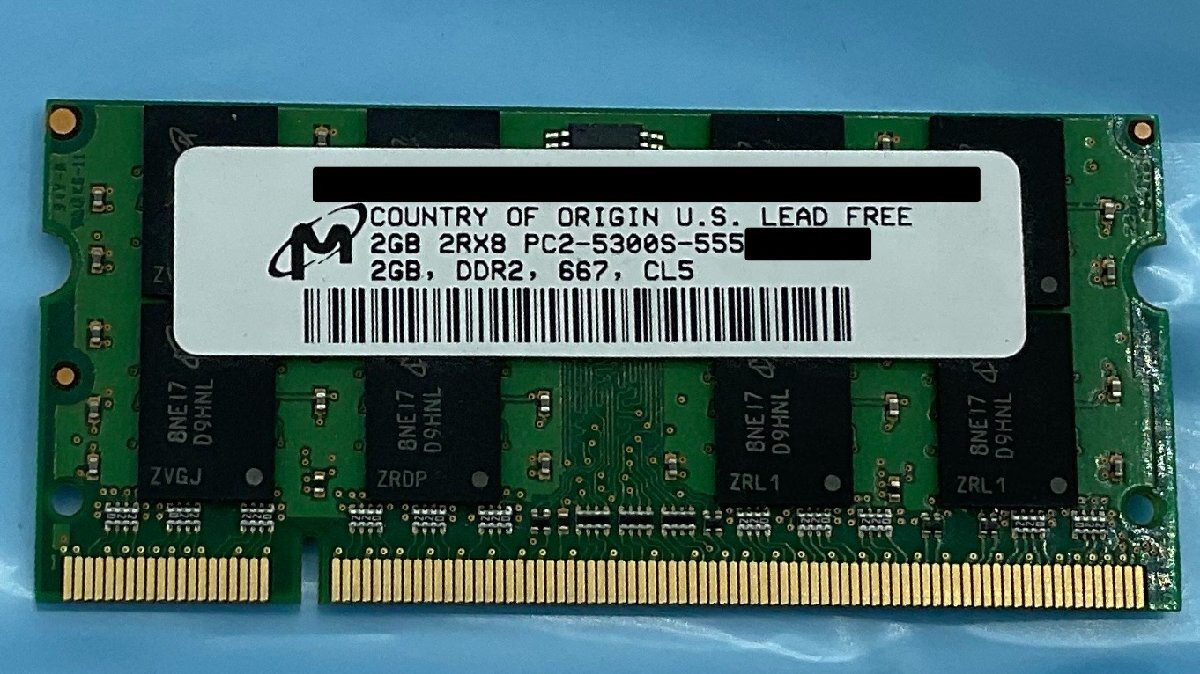 COUNTRY OF ORIGIN U.S. LEAD FREE
2GB 2RX8 PC2-5300S-555
2GB, DDR2, 667, CL5
8NE17
D9HNL
ZVGJ
8NE17
D9HNL
ZRDP
8NE17
D9HNL
ZRL1
8NE17
D9HNL
ZRL1